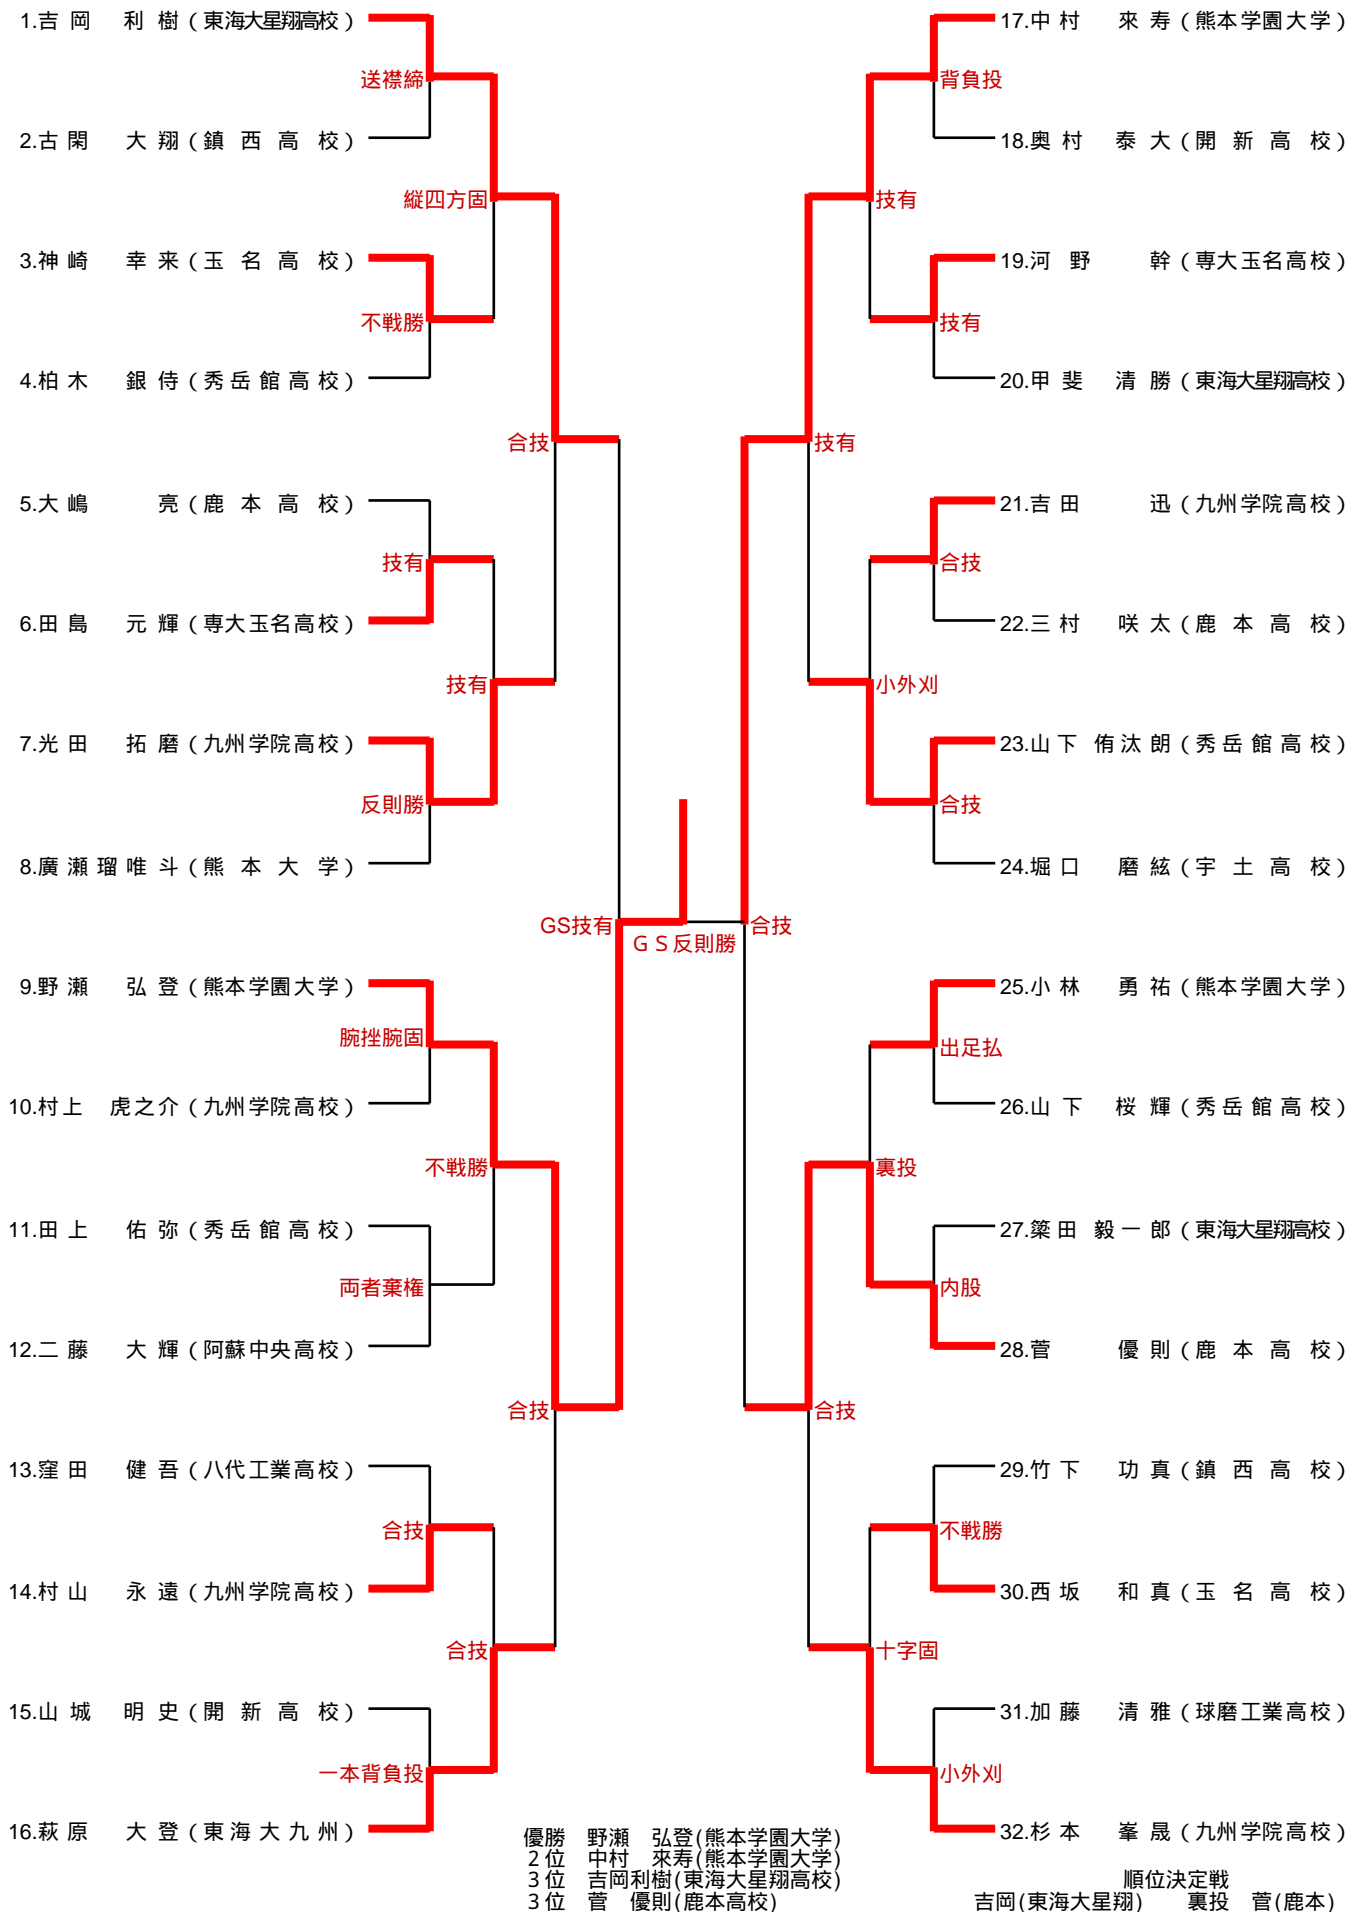 1.吉岡 利樹(東海大星翔高校)
送襟締
2.古閑 大翔(鎮西高校)
縦四方固
3.神崎 幸来(玉名高校)
不戦勝
4.柏木 銀侍(秀岳館高校)
合技
5.大嶋 亮(鹿本高校)
技有
6.田島 元輝(専大玉名高校)
技有
7.光田 拓磨(九州学院高校)
反則勝
8.廣瀬瑠唯斗(熊本大学)
GS技有
9.野瀬 弘登(熊本学園大学)
腕挫腕固
10.村上 虎之介(九州学院高校)
不戦勝
11.田上 佑弥(秀岳館高校)
両者棄権
12.二藤 大輝(阿蘇中央高校)
合技
13.窪田 健吾(八代工業高校)
合技
14.村山 永遠(九州学院高校)
合技
15.山城 明史(開新高校)
一本背負投
16.萩原 大登(東海大九州)
GS反則勝
17.中村 來寿(熊本学園大学)
背負投
18.奥村 泰大(開新高校)
技有
19.河野 幹(専大玉名高校)
技有
20.甲斐 清勝(東海大星翔高校)
技有
21.吉田 迅(九州学院高校)
合技
22.三村 咲太(鹿本高校)
小外刈
23.山下 侑汰朗(秀岳館高校)
合技
24.堀口 磨絃(宇土高校)
合技
25.小林 勇祐(熊本学園大学)
出足払
26.山下 桜輝(秀岳館高校)
裏投
27.簗田 毅一郎(東海大星翔高校)
内股
28.菅 優則(鹿本高校)
合技
29.竹下 功真(鎮西高校)
不戦勝
30.西坂 和真(玉名高校)
十字固
31.加藤 清雅(球磨工業高校)
小外刈
32.杉本 峯晟(九州学院高校)
優勝 野瀬 弘登(熊本学園大学)
2位 中村 來寿(熊本学園大学)
3位 吉岡利樹(東海大星翔高校)
3位 菅 優則(鹿本高校)
順位決定戦
吉岡(東海大星翔) 裏投 菅(鹿本)